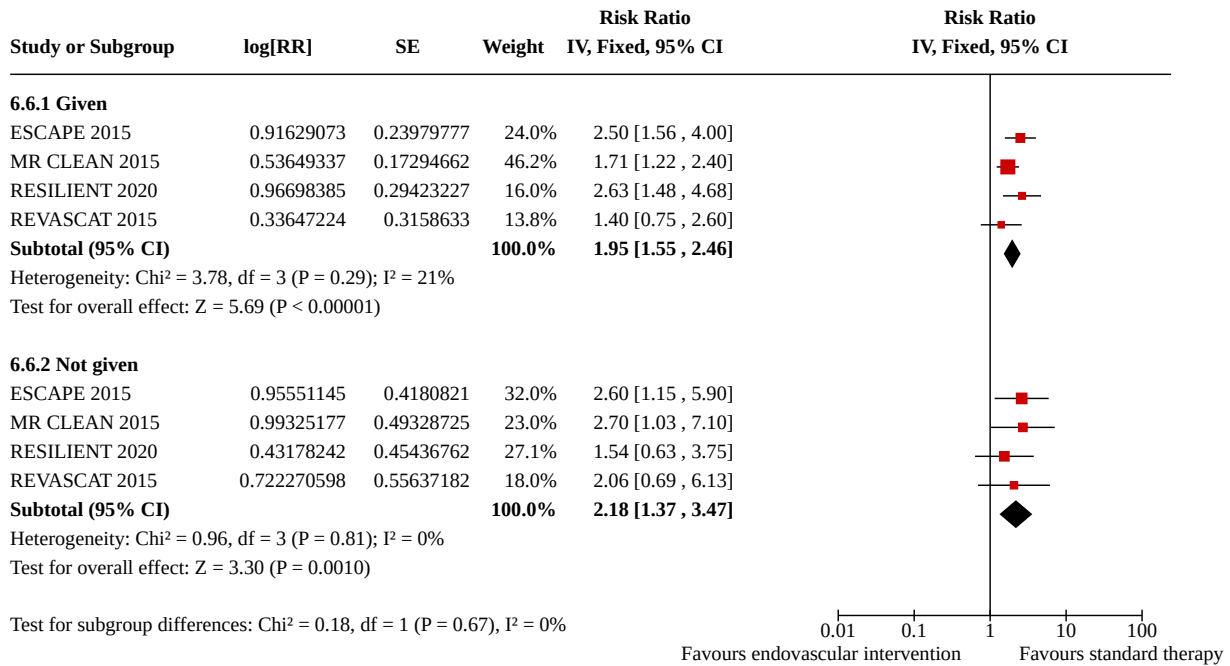 Risk Ratio Risk Ratio
Study or Subgroup log[RR] SE Weight IV, Fixed, 95% CI IV, Fixed, 95% CI
6.6.1 Given
ESCAPE 2015 0.91629073 0.23979777 24.0% 2.50 [1.56 , 4.00]
MR CLEAN 2015 0.53649337 0.17294662 46.2% 1.71 [1.22 , 2.40]
RESILIENT 2020 0.96698385 0.29423227 16.0% 2.63 [1.48 , 4.68]
REVASCAT 2015 0.33647224 0.3158633 13.8% 1.40 [0.75 , 2.60]
Subtotal (95% CI) 100.0% 1.95 [1.55 , 2.46]
Heterogeneity: Chi² = 3.78, df = 3 (P = 0.29); I² = 21%
Test for overall effect: Z = 5.69 (P < 0.00001)
6.6.2 Not given
ESCAPE 2015 0.95551145 0.4180821 32.0% 2.60 [1.15 , 5.90]
MR CLEAN 2015 0.99325177 0.49328725 23.0% 2.70 [1.03 , 7.10]
RESILIENT 2020 0.43178242 0.45436762 27.1% 1.54 [0.63 , 3.75]
REVASCAT 2015 0.722270598 0.55637182 18.0% 2.06 [0.69 , 6.13]
Subtotal (95% CI) 100.0% 2.18 [1.37 , 3.47]
Heterogeneity: Chi² = 0.96, df = 3 (P = 0.81); I² = 0%
Test for overall effect: Z = 3.30 (P = 0.0010)
Test for subgroup differences: Chi² = 0.18, df = 1 (P = 0.67), I² = 0%
0.01 0.1 1 10 100
Favours endovascular intervention Favours standard therapy